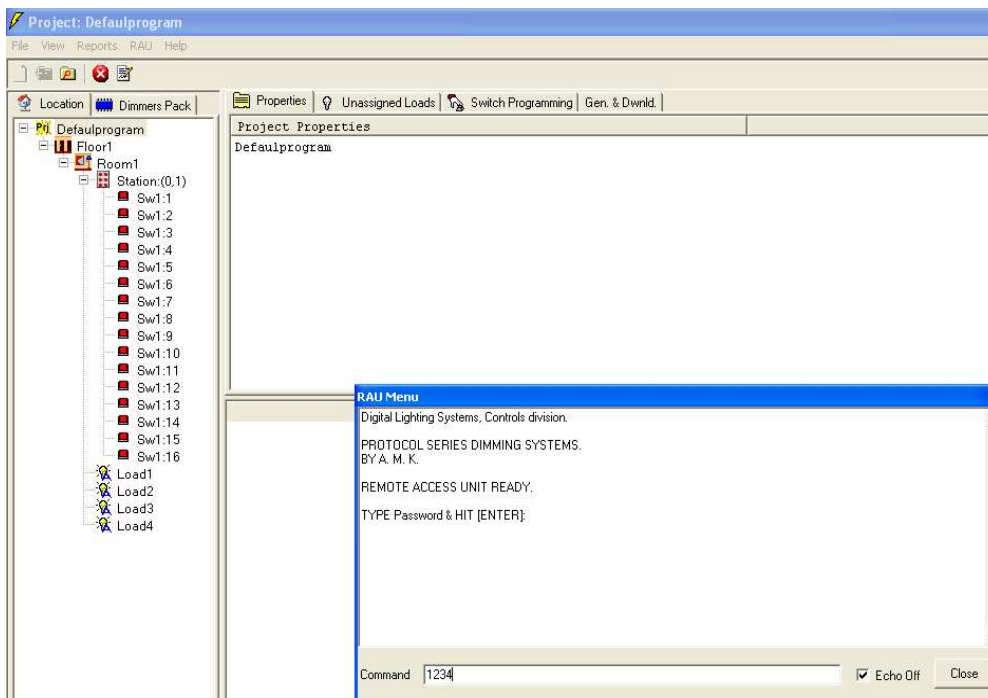 Project: Defaulprogram
File View Reports RAU Help
Location Dimmers Pack
Properties Unassigned Loads Switch Programming Gen. & Dwnld.
Project Properties
Defaulprogram
Prj. Defaulprogram
Floor1
Room1
Station:(0,1)
Sw1:1
Sw1:2
Sw1:3
Sw1:4
Sw1:5
Sw1:6
Sw1:7
Sw1:8
Sw1:9
Sw1:10
Sw1:11
Sw1:12
Sw1:13
Sw1:14
Sw1:15
Sw1:16
Load1
Load2
Load3
Load4
RAU Menu
Digital Lighting Systems, Controls division.
PROTOCOL SERIES DIMMING SYSTEMS.
BY A. M. K.
REMOTE ACCESS UNIT READY.
TYPE Password & HIT [ENTER]:
Command 1234 Echo Off Close